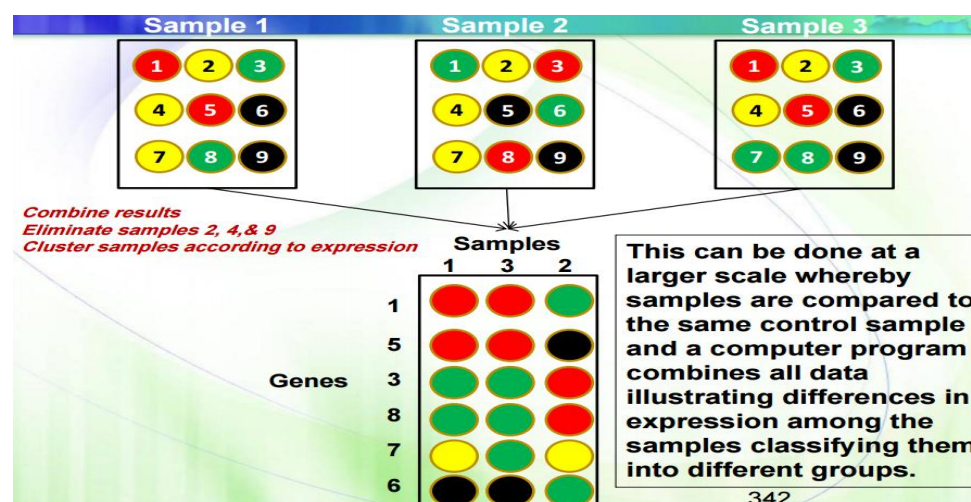 Sample 1 Sample 2 Sample 3
1 2 3 1 2 3 1 2 3
4 5 6 4 5 6 4 5 6
7 8 9 7 8 9 7 8 9
Combine results
Eliminate samples 2, 4,& 9
Cluster samples according to expression
Samples
1 3 2
Genes
1
5
3
8
7
6
This can be done at a
larger scale whereby
samples are compared to
the same control sample
and a computer program
combines all data
illustrating differences in
expression among the
samples classifying them
into different groups.
342